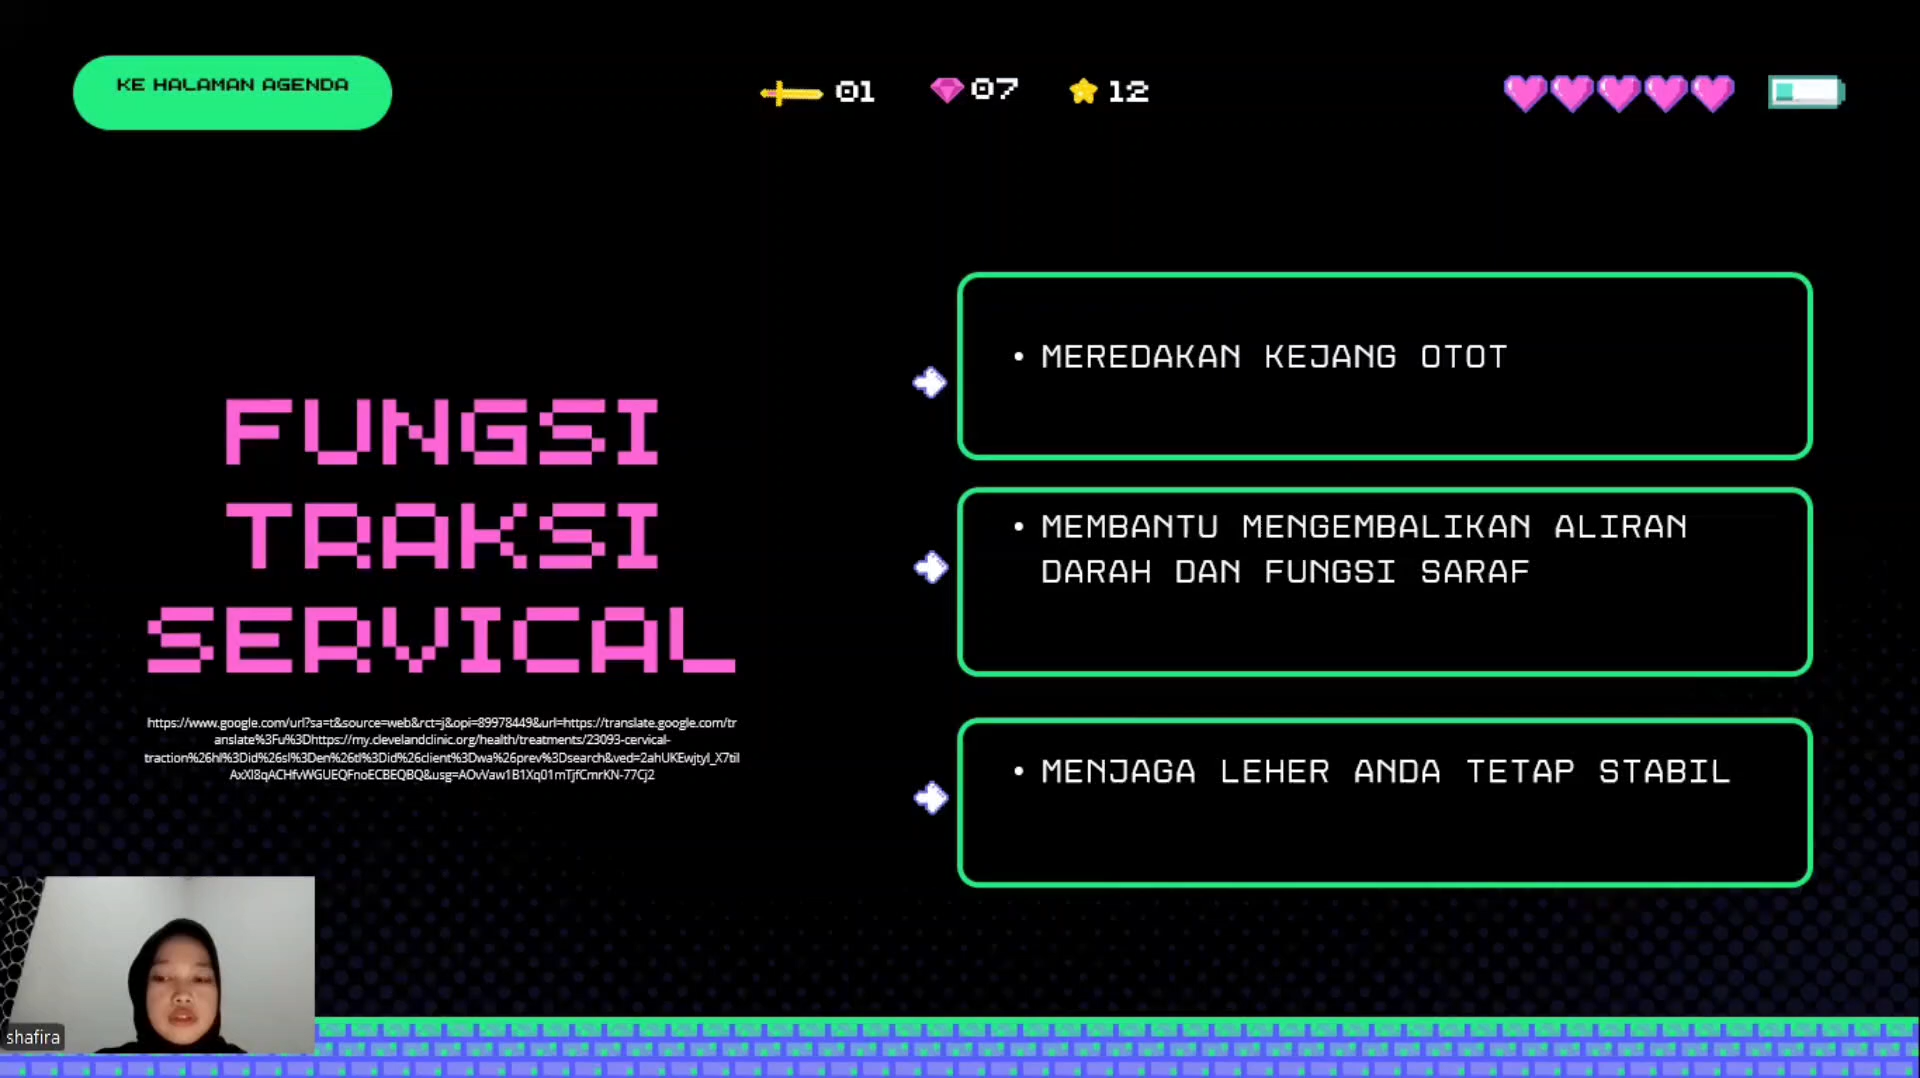 KE HALAMAN AGENDA
01
07
12
FUNGSI
TRAKSI
SERVICAL
https://www.google.com/url?sa=t&source=web&rct=j&opi=89978449&url=https://translate.google.com/tr
anslate%3Fu%3Dhttps://my.clevelandclinic.org/health/treatments/23093-cervical-
traction%26hl%3Did%26sl%3Den%26tl%3Did%26client%3Dwa%26prev%3Dsearch&ved=2ahUKEwjtyI_X7tiI
AxXl8qACHfvWGUEQFnoECBEQBQ&usg=AOvVaw1B1Xq01mTjfCmrKN-77Cj2
• MEREDAKAN KEJANG OTOT
• MEMBANTU MENGEMBALIKAN ALIRAN
DARAH DAN FUNGSI SARAF
• MENJAGA LEHER ANDA TETAP STABIL
shafira